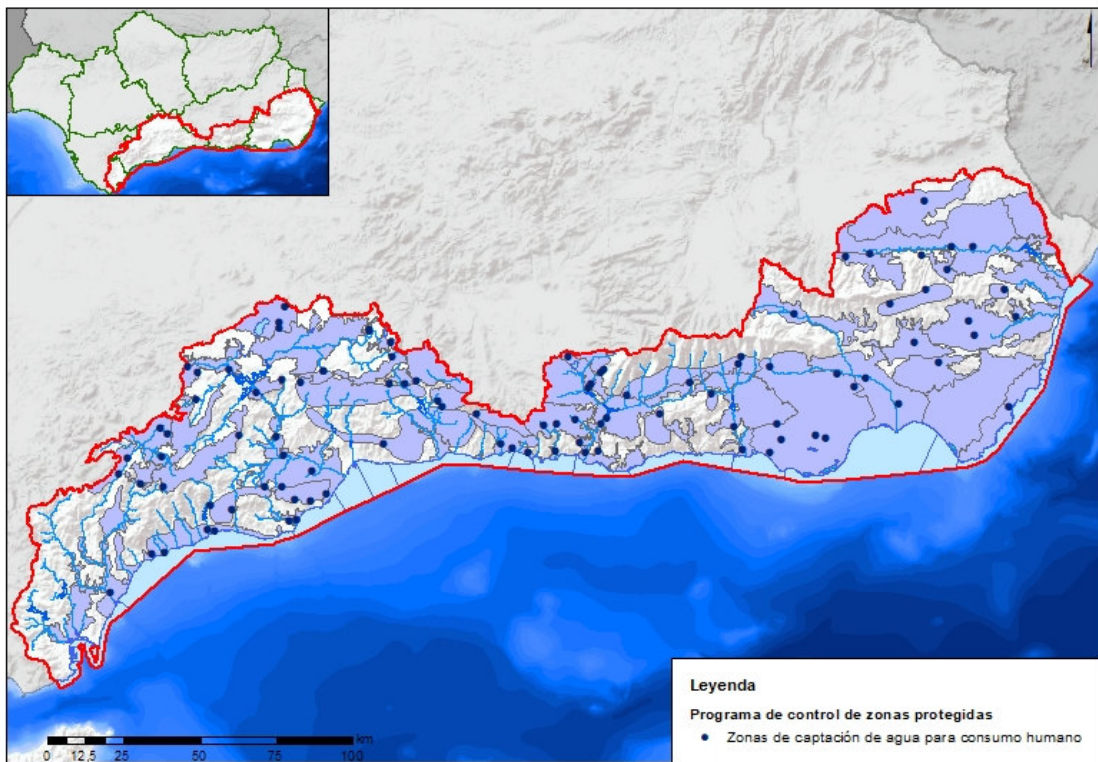 Leyenda
Programa de control de zonas protegidas
Zonas de captación de agua para consumo humano
km
0 12,5 25 50 75 100